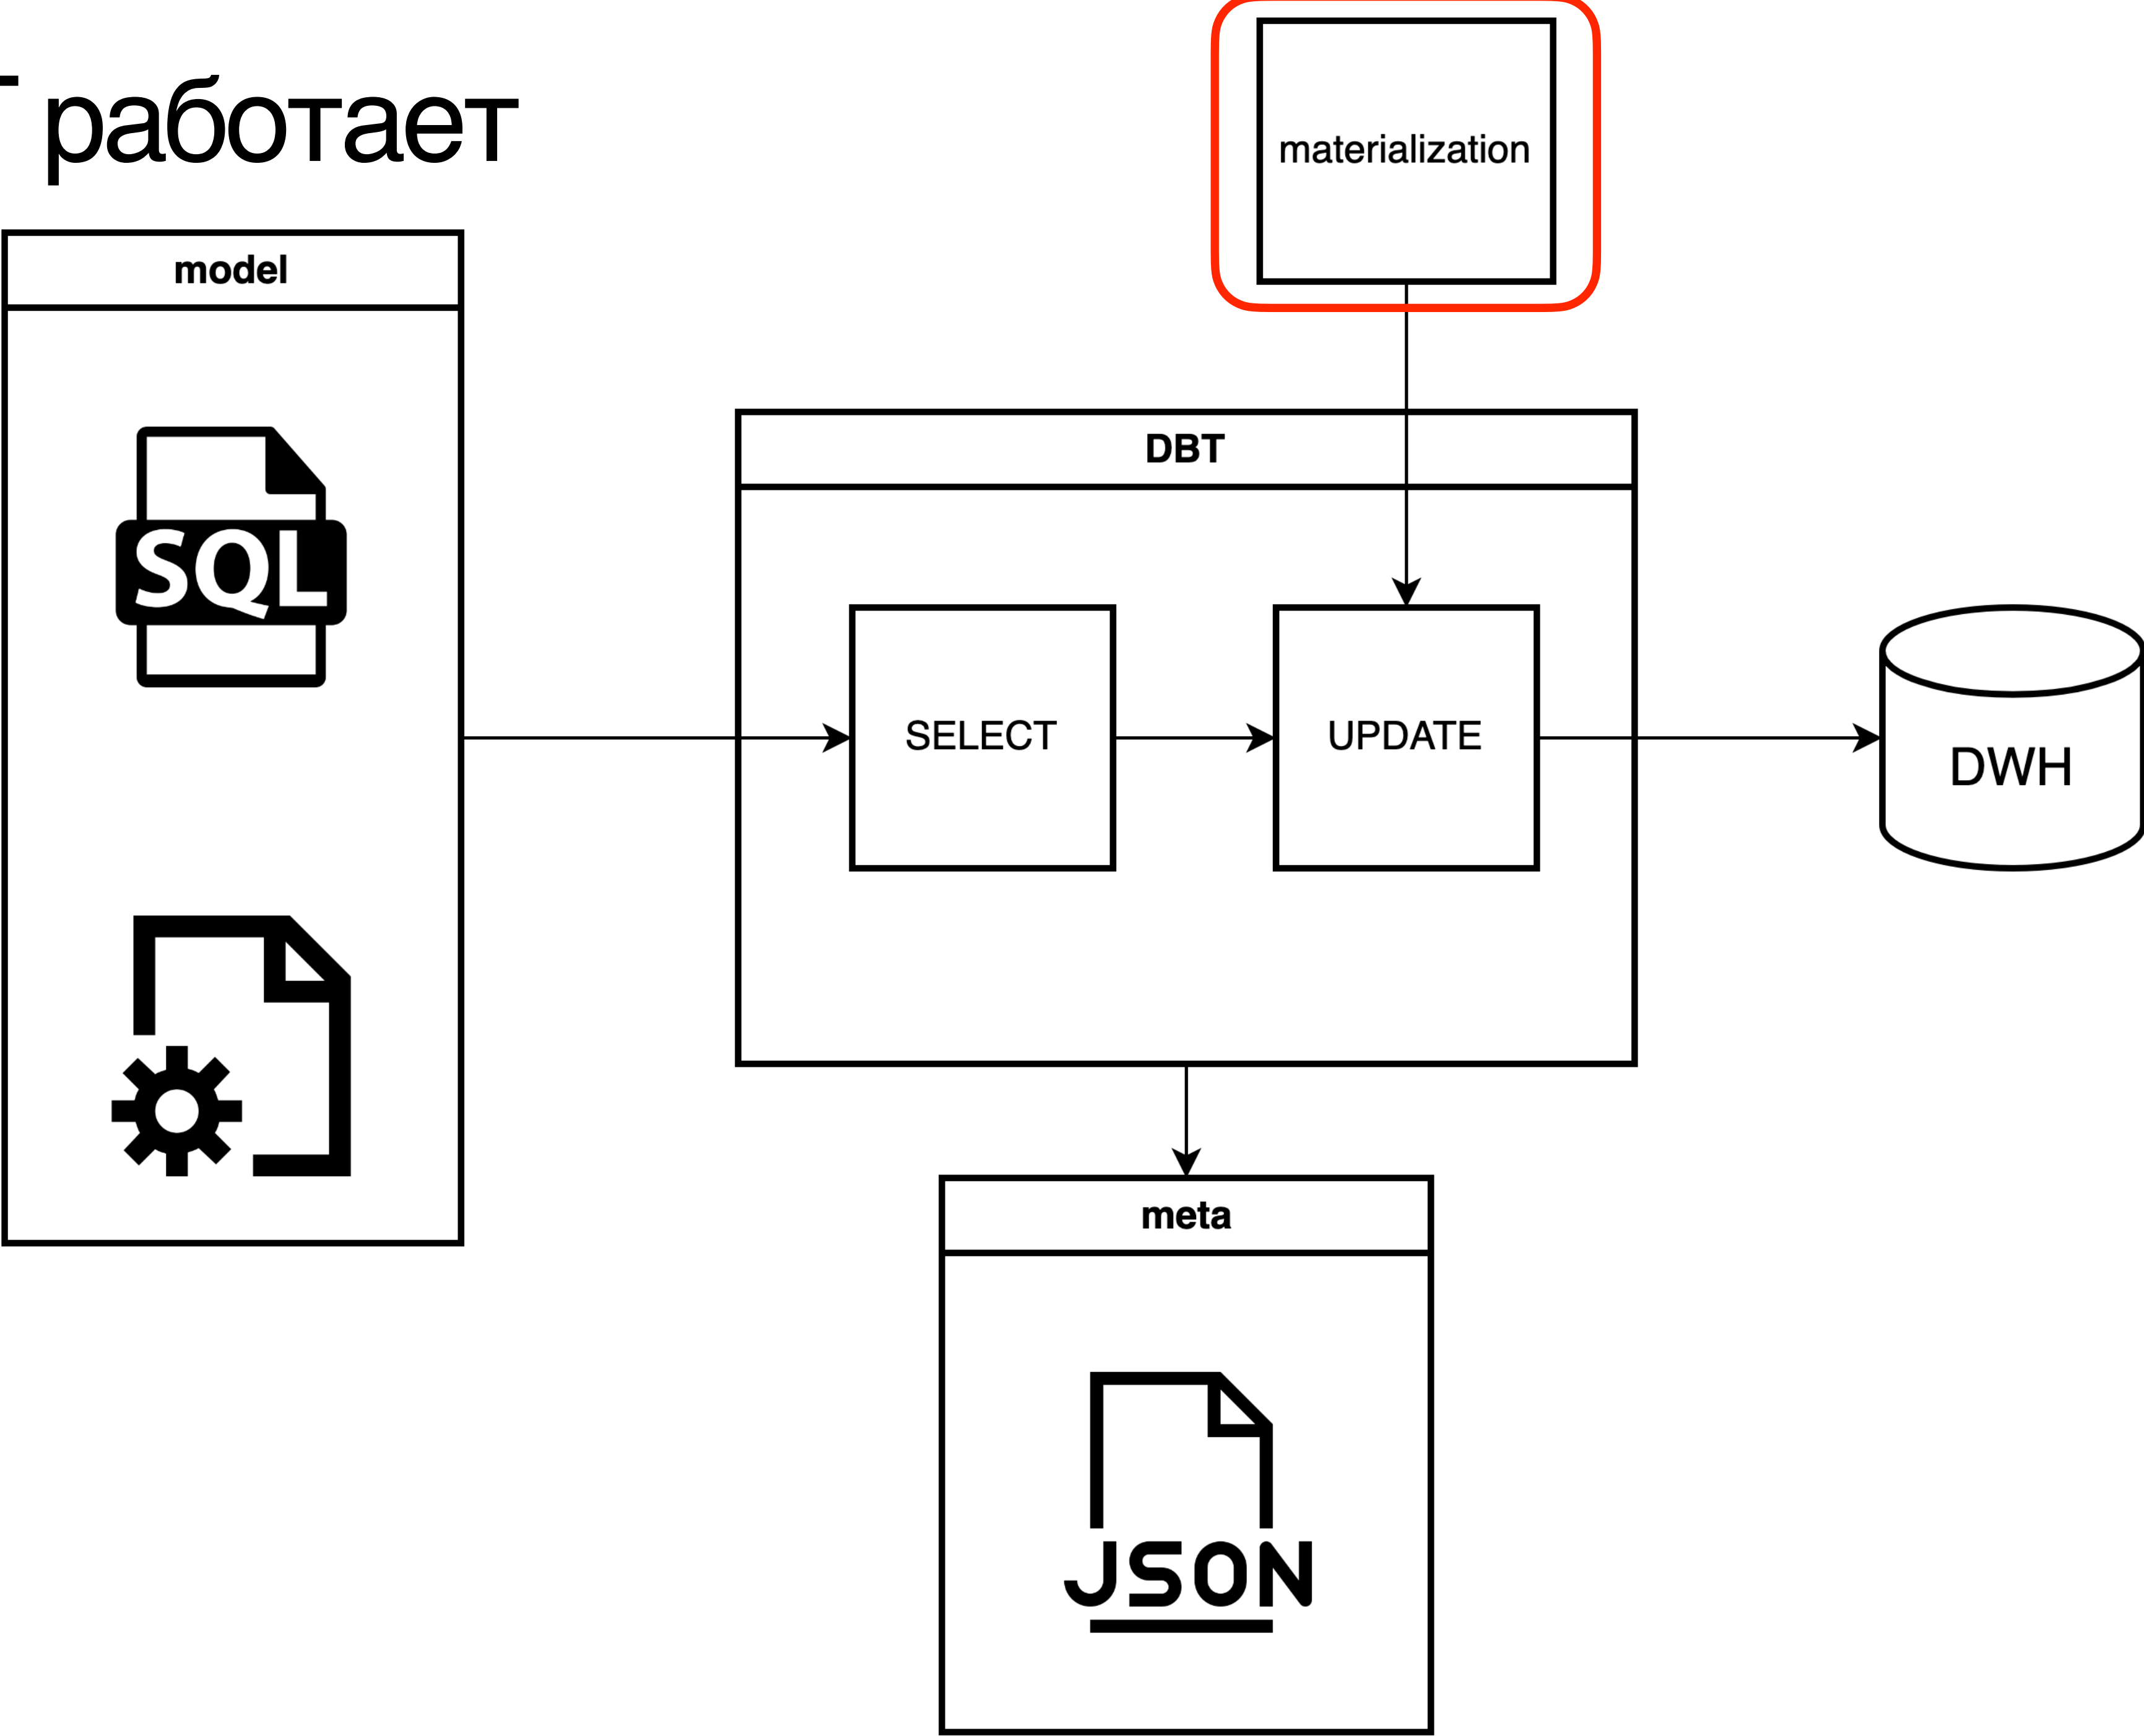 работает
materialization
model
DBT
SQL
SELECT
UPDATE
DWH
meta
JSON